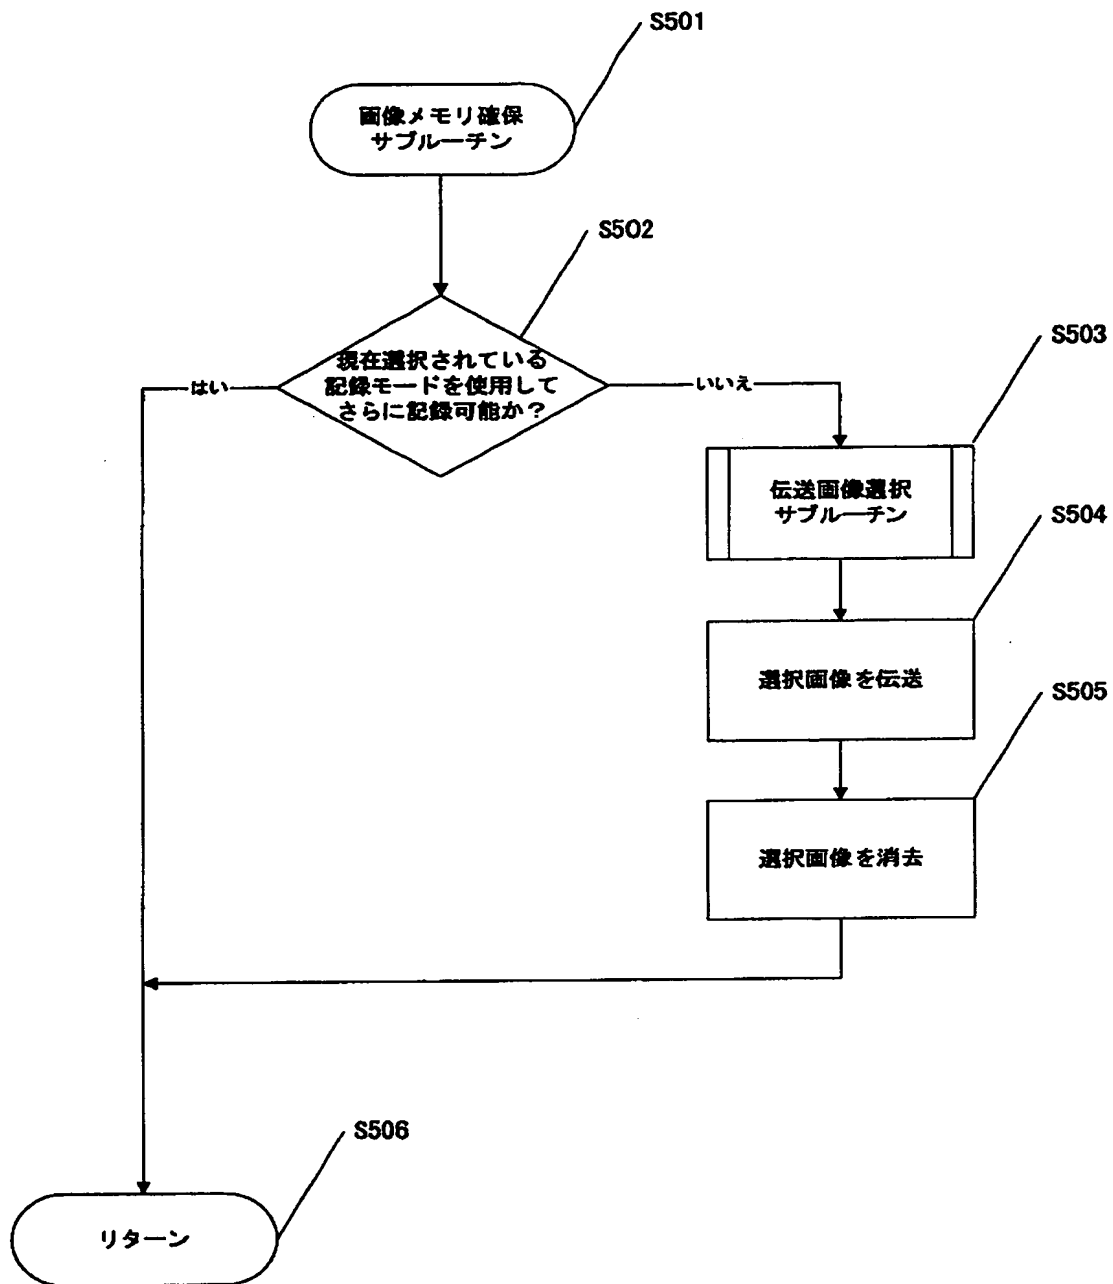 S501
画像メモリ確保
サブルーチン
S502
現在選択されている
記録モードを使用して
さらに記録可能か？
はい
いいえ
S503
伝送画像選択
サブルーチン
S504
選択画像を伝送
S505
選択画像を消去
S506
リターン